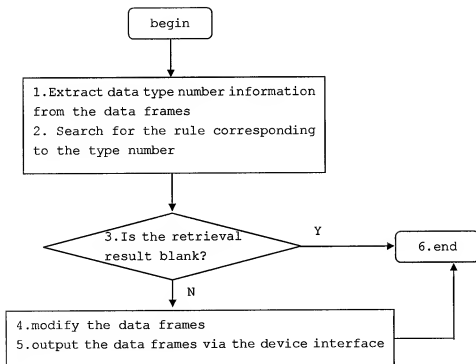 begin
1.Extract data type number information
from the data frames
2. Search for the rule corresponding
to the type number
3.Is the retrieval
result blank?
Y
6.end
N
4.modify the data frames
5.output the data frames via the device interface